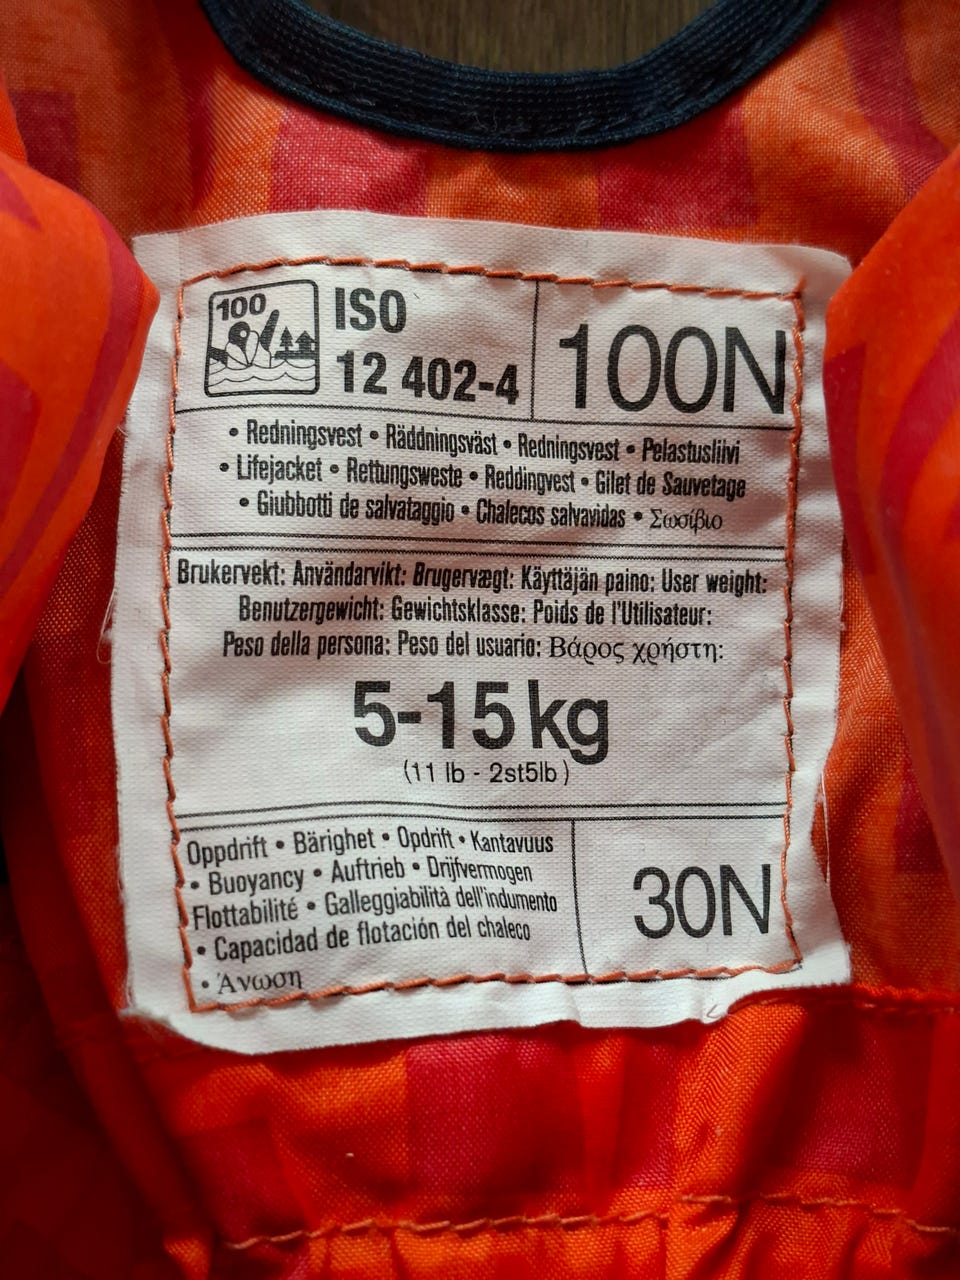 100
ISO
12 402-4
100N
• Redningsvest • Räddningsväst • Redningsvest • Pelastusliivi
• Lifejacket • Rettungsweste • Reddingvest • Gilet de Sauvetage
• Giubbotti de salvataggio • Chalecos salvavidas • Σωσίβιο
Brukervekt: Användarvikt: Brugervægt: Käyttäjän paino: User weight:
Benutzergewicht: Gewichtsklasse: Poids de l'Utilisateur:
Peso della persona: Peso del usuario: Βάρος χρήστη:
5-15 kg
(11 lb - 2st5lb)
Oppdrift • Bärighet • Opdrift • Kantavuus
• Buoyancy • Auftrieb • Drijfvermogen
Flottabilité • Galleggiabilità dell'indumento
• Capacidad de flotación del chaleco
• Άνωση
30N